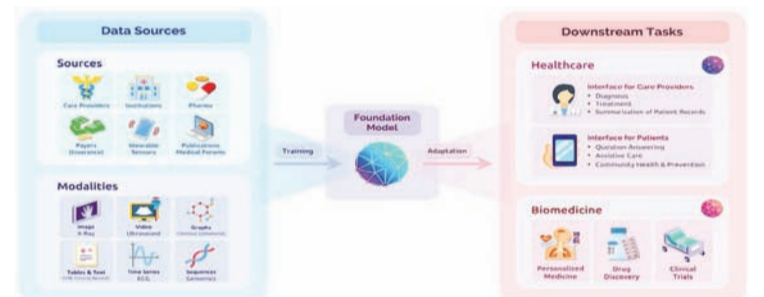 Data Sources
Sources
Care Providers
Institutions
Pharma
Payers
(Insurance)
Wearable
Sensors
Publications
Medical Forums
Modalities
Image
X-Ray
Video
Ultrasound
Graphs
Tables & Text
Time Series
ECG
Sequences
Genomics
Training
Foundation
Model
Adaptation
Downstream Tasks
Healthcare
Interface for Care Providers
• Diagnosis
• Treatment
• Summarization of Patient Records
Interface for Patients
• Question Answering
• Assistive Care
• Community Health & Prevention
Biomedicine
Personalized
Medicine
Drug
Discovery
Clinical
Trials